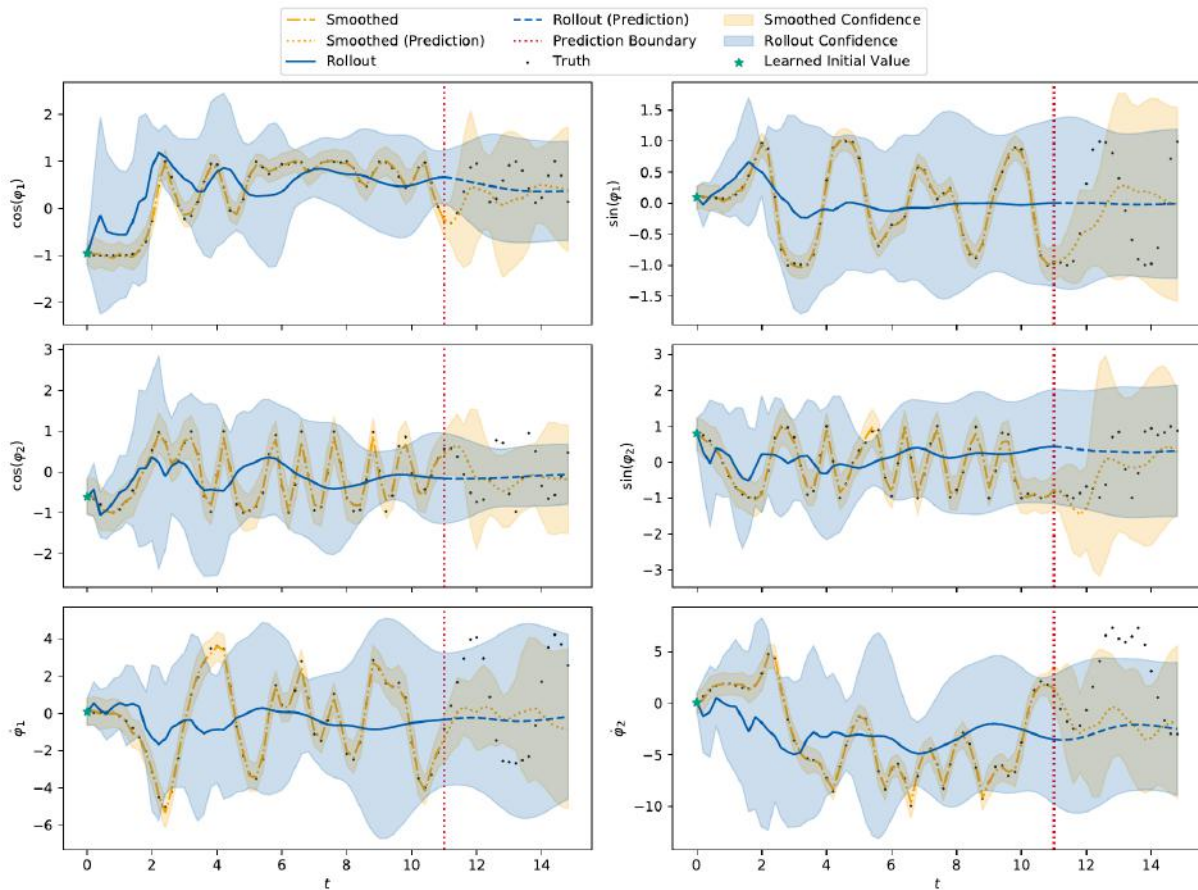 Smoothed
Smoothed (Prediction)
Rollout
Rollout (Prediction)
Prediction Boundary
Truth
Smoothed Confidence
Rollout Confidence
Learned Initial Value
cos(φ₁)
2
1
0
−1
−2
sin(φ₁)
1.5
1.0
0.5
0.0
−0.5
−1.0
−1.5
cos(φ₂)
3
2
1
0
−1
−2
sin(φ₂)
3
2
1
0
−1
−2
−3
φ̇₁
4
2
0
−2
−4
−6
0 2 4 6 8 10 12 14
t
φ̇₂
5
0
−5
−10
0 2 4 6 8 10 12 14
t